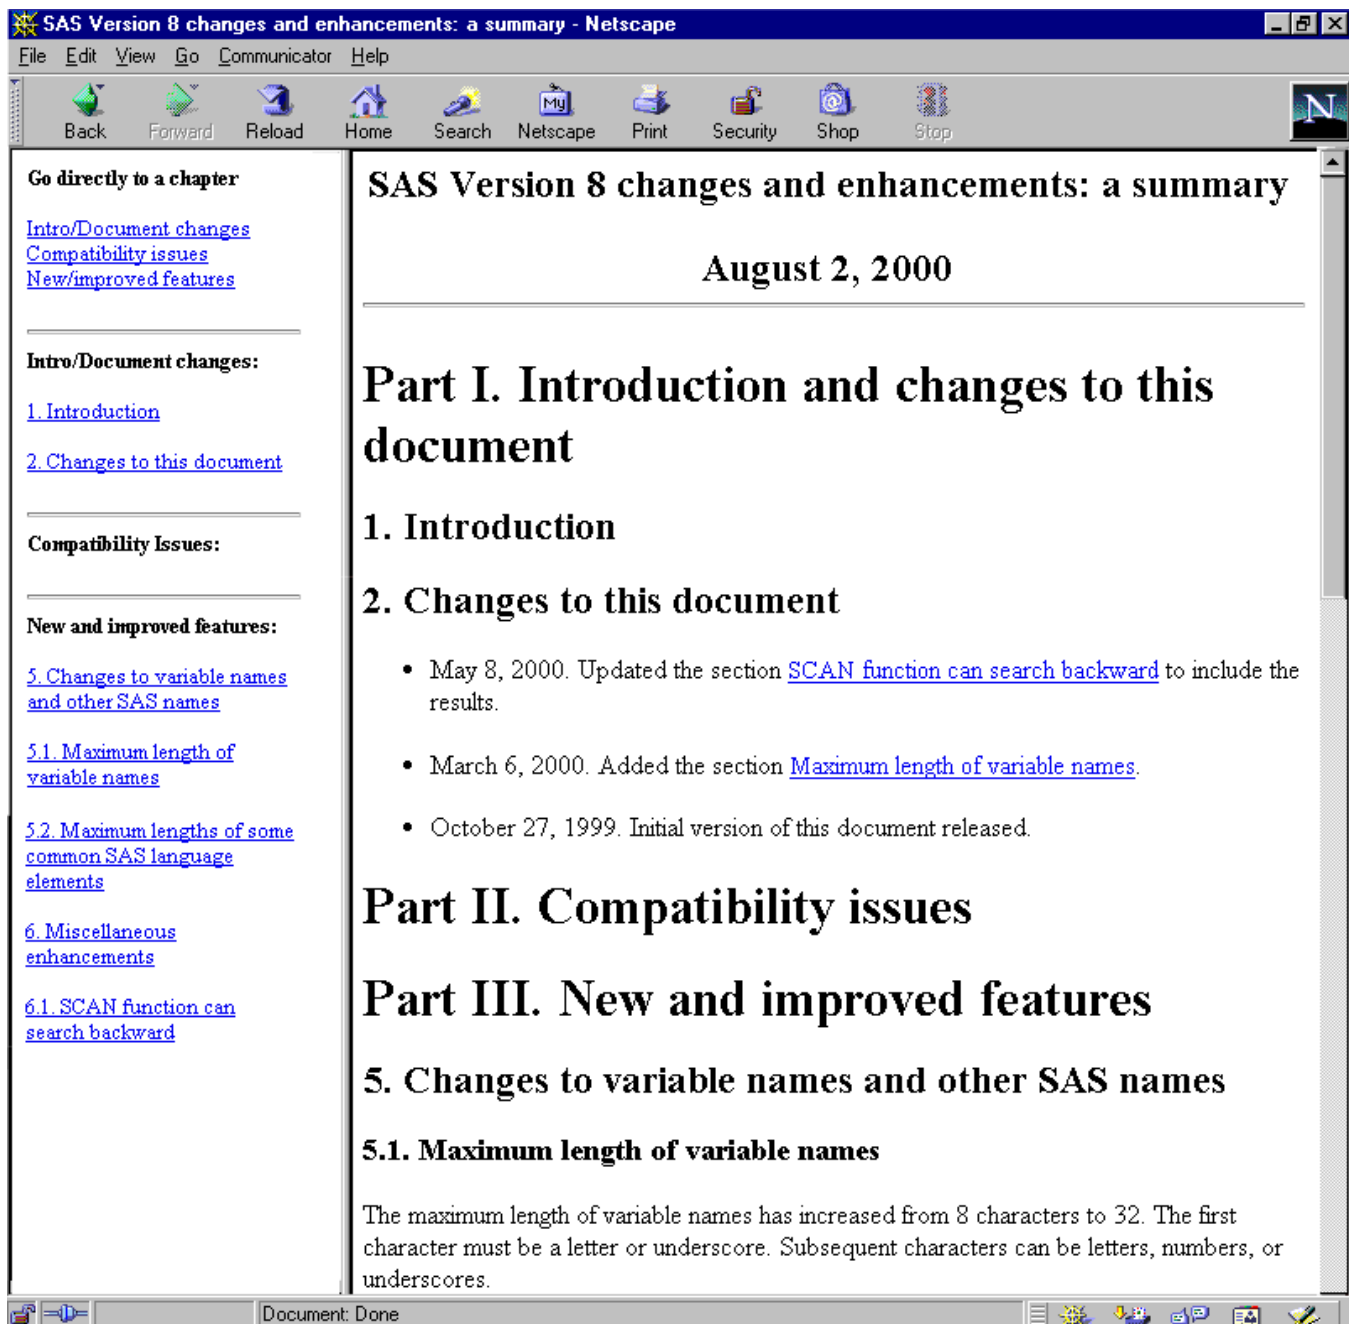 SAS Version 8 changes and enhancements: a summary - Netscape
File Edit View Go Communicator Help
Back Forward Reload Home Search Netscape Print Security Shop Stop
My
N
Go directly to a chapter
Intro/Document changes
Compatibility issues
New/improved features
Intro/Document changes:
1. Introduction
2. Changes to this document
Compatibility Issues:
New and improved features:
5. Changes to variable names
and other SAS names
5.1. Maximum length of
variable names
5.2. Maximum lengths of some
common SAS language
elements
6. Miscellaneous
enhancements
6.1. SCAN function can
search backward
SAS Version 8 changes and enhancements: a summary
August 2, 2000
Part I. Introduction and changes to this
document
1. Introduction
2. Changes to this document
• May 8, 2000. Updated the section SCAN function can search backward to include the
results.
• March 6, 2000. Added the section Maximum length of variable names.
• October 27, 1999. Initial version of this document released.
Part II. Compatibility issues
Part III. New and improved features
5. Changes to variable names and other SAS names
5.1. Maximum length of variable names
The maximum length of variable names has increased from 8 characters to 32. The first
character must be a letter or underscore. Subsequent characters can be letters, numbers, or
underscores.
Document: Done